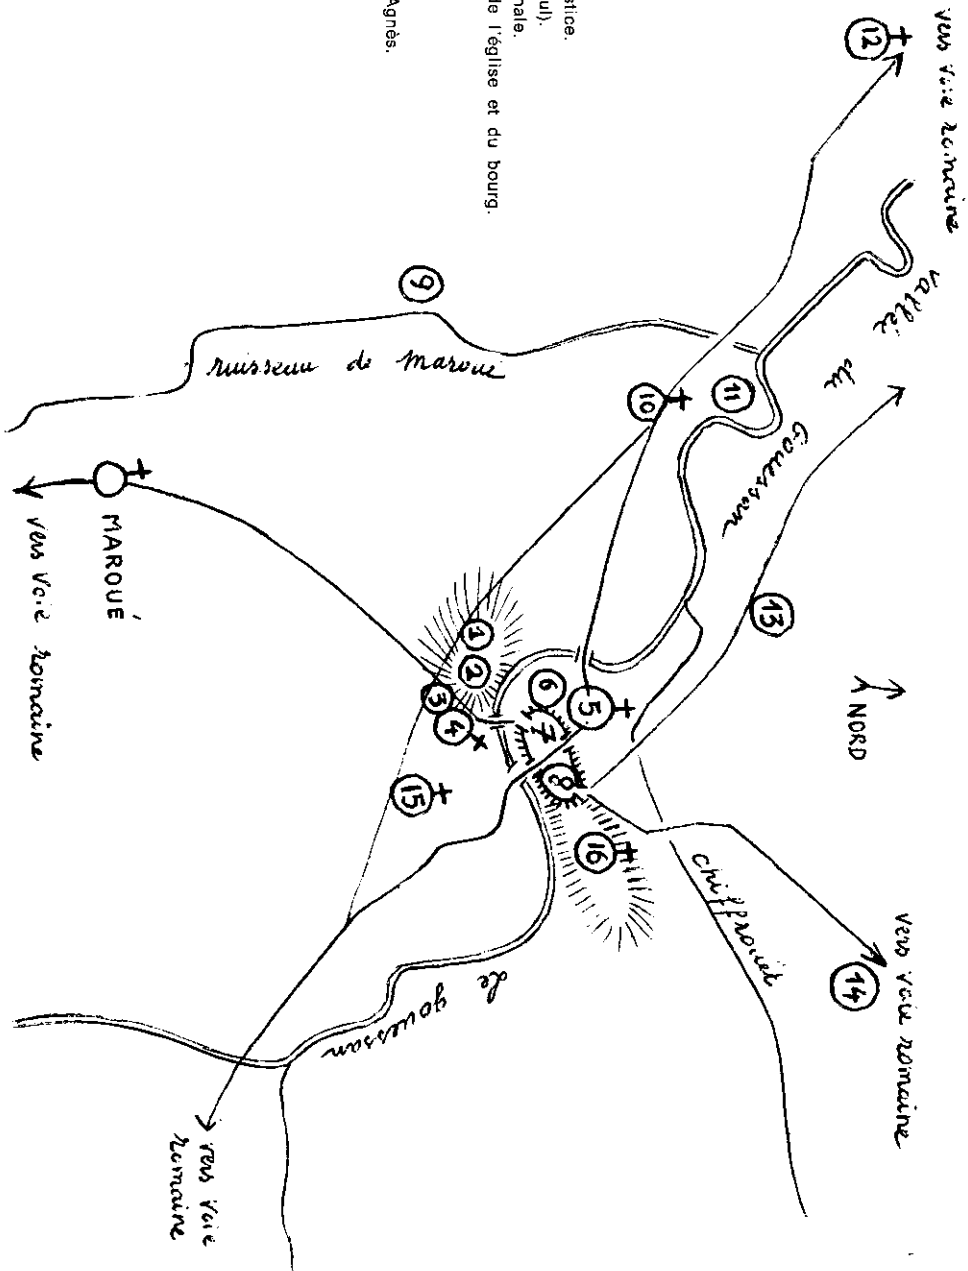 stice.
ul).
nale.
de l'église et du bourg.
Agnès.
vers voie romaine
12
vallée du Gouessan
9
ruisseau de Maroué
10
11
13
NORD
MAROUÉ
vers voie romaine
1
2
3
4
5
6
7
8
15
16
chiffrouët
vers voie romaine
14
le gouessan
vers voie
romaine